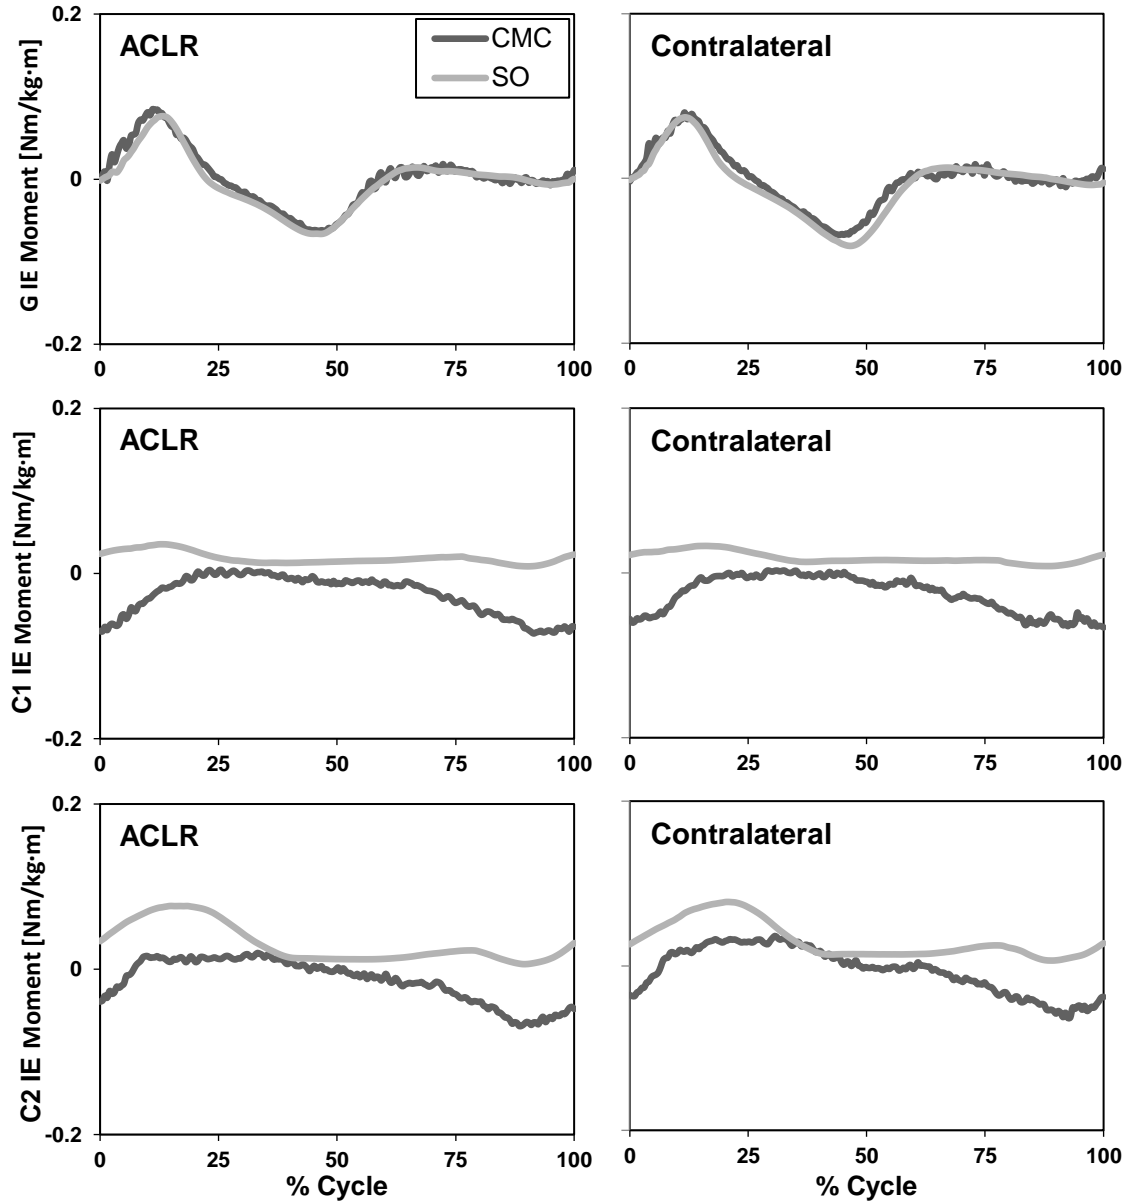 0.2
ACLR
CMC
SO
Contralateral
G IE Moment [Nm/kg·m]
0
-0.2
0 25 50 75 100
0 25 50 75 100
0.2
ACLR
Contralateral
C1 IE Moment [Nm/kg·m]
0
-0.2
0 25 50 75 100
0 25 50 75 100
0.2
ACLR
Contralateral
C2 IE Moment [Nm/kg·m]
0
-0.2
0 25 50 75 100
0 25 50 75 100
% Cycle
% Cycle